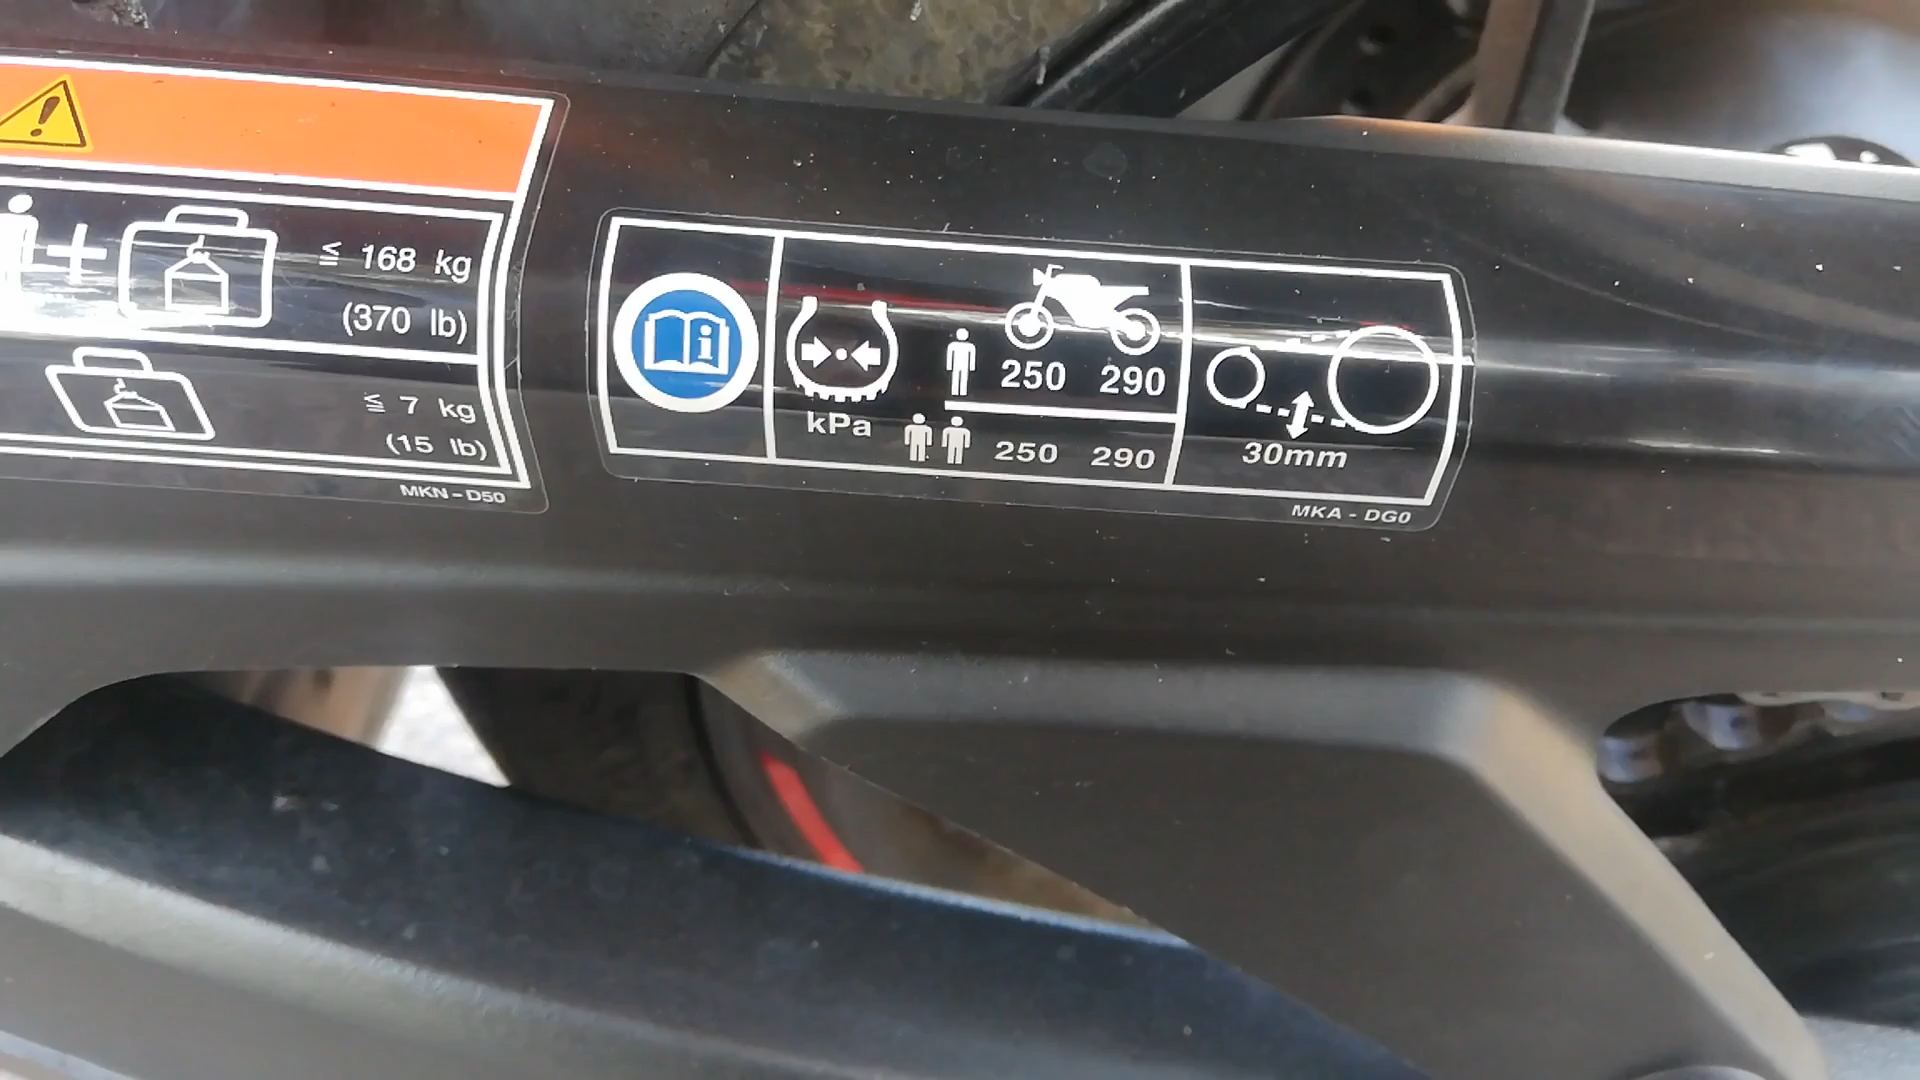 ≦ 168 kg
(370 lb)
≦ 7 kg
(15 lb)
MKN-D50
i
kPa
250 290
250 290
30mm
MKA - DG0